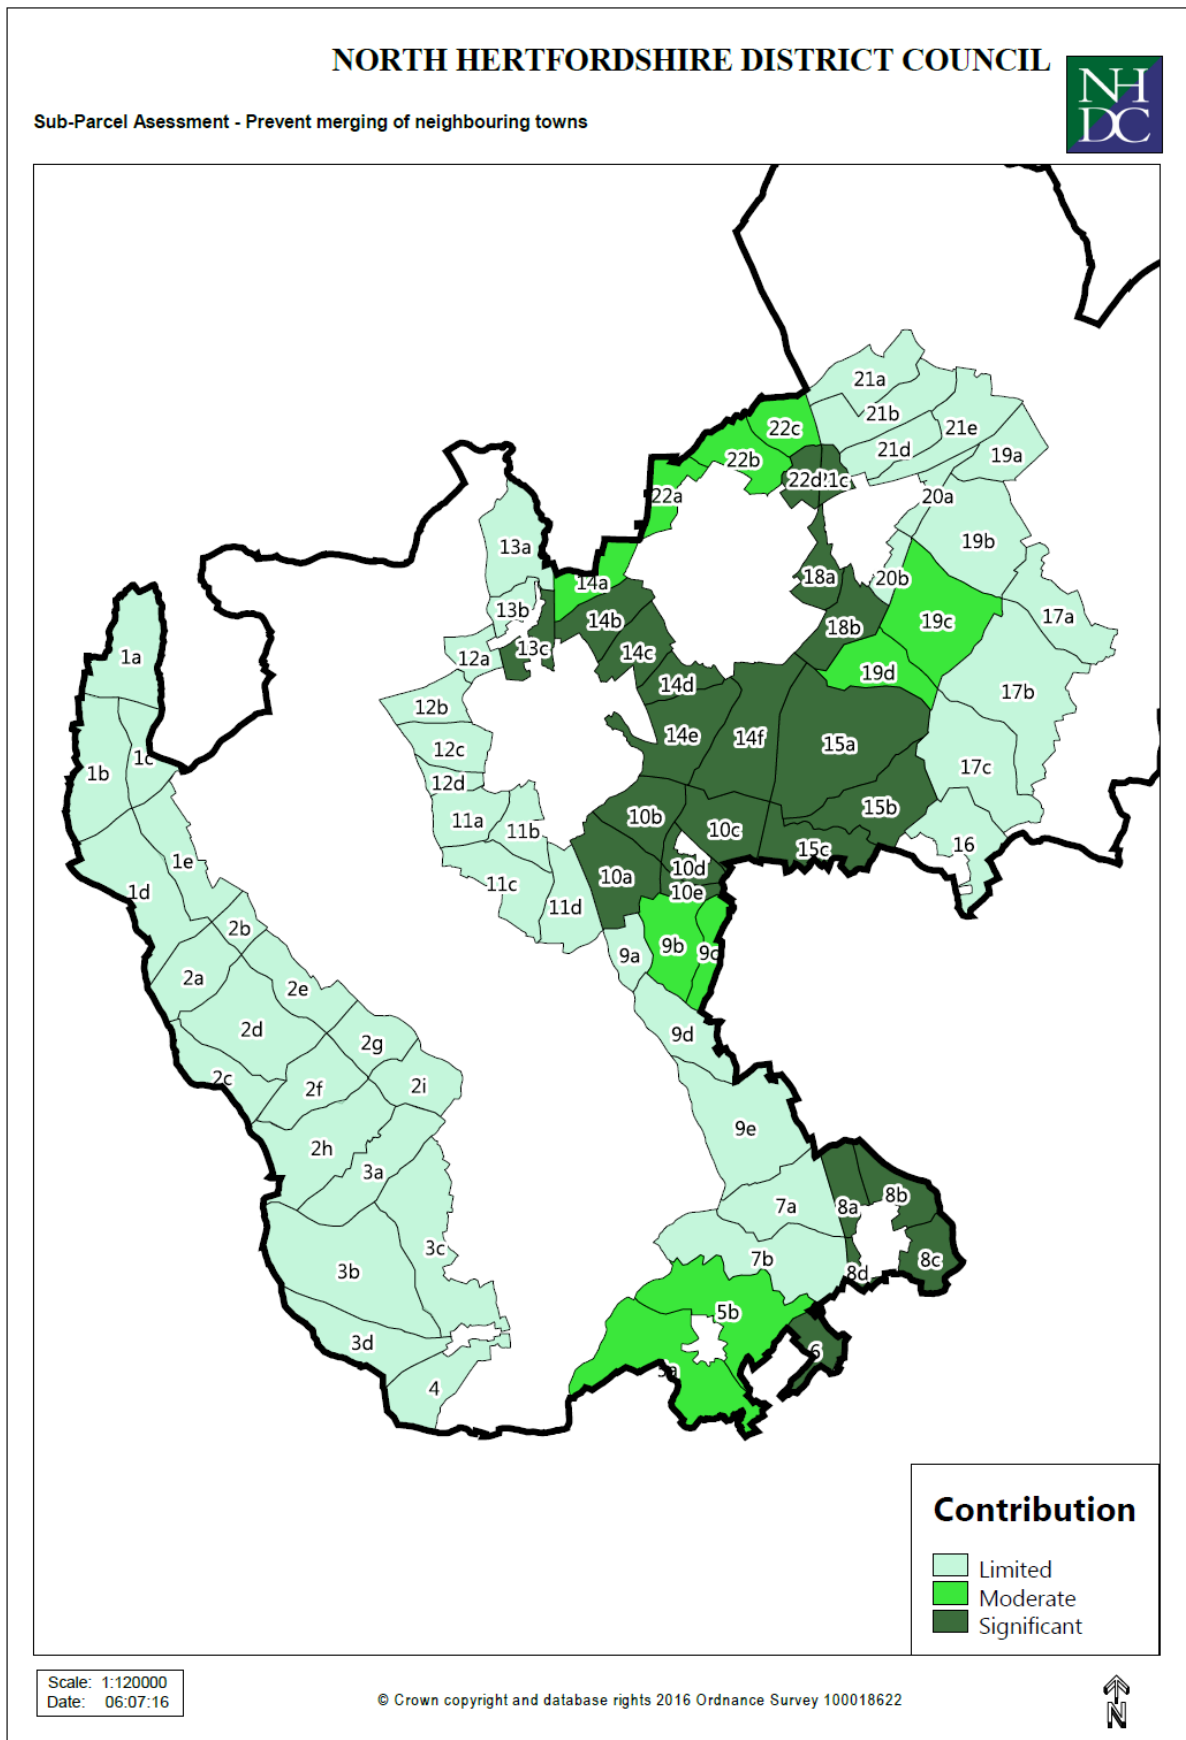 NORTH HERTFORDSHIRE DISTRICT COUNCIL
NH
DC
Sub-Parcel Asessment - Prevent merging of neighbouring towns
21a
22c
21b
21e
21d
22b
19a
22d
21c
22a
20a
19b
13a
14a
18a
20b
13b
14b
18b
19c
17a
13c
14c
12a
1a
14d
19d
17b
12b
14e
14f
15a
12c
1c
17c
1b
12d
15b
11a
11b
10b
10c
16
15c
1e
10d
10a
11c
1d
10e
11d
2b
9b
9c
9a
2a
2e
2d
9d
2g
2c
2f
2i
9e
2h
3a
8b
7a
8a
3c
7b
8c
3b
8d
5b
3d
6
5a
4
Contribution
Limited
Moderate
Significant
Scale: 1:120000
Date: 06:07:16
© Crown copyright and database rights 2016 Ordnance Survey 100018622
N